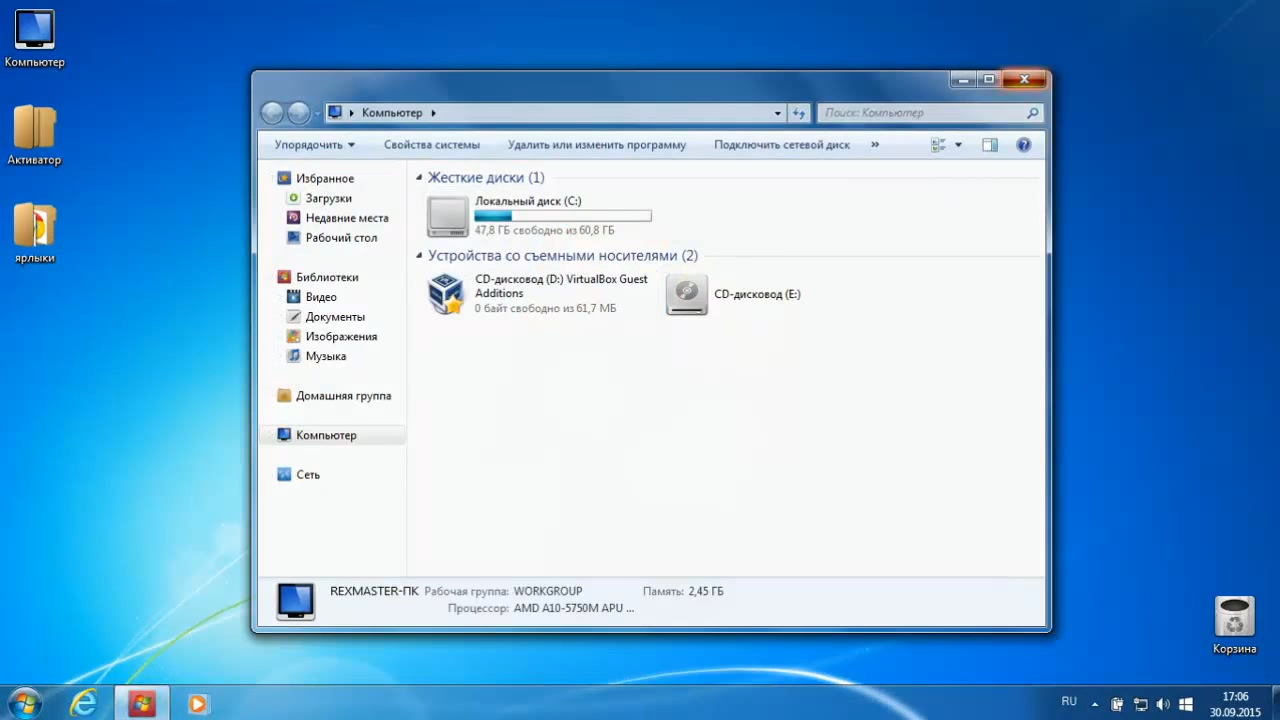 Компьютер
Активатор
ярлыки
Компьютер
Поиск: Компьютер
Упорядочить
Свойства системы
Удалить или изменить программу
Подключить сетевой диск
»
Избранное
Загрузки
Недавние места
Рабочий стол
Библиотеки
Видео
Документы
Изображения
Музыка
Домашняя группа
Компьютер
Сеть
Жесткие диски (1)
Локальный диск (C:)
47,8 ГБ свободно из 60,8 ГБ
Устройства со съемными носителями (2)
CD-дисковод (D:) VirtualBox Guest
Additions
0 байт свободно из 61,7 МБ
CD-дисковод (E:)
REXMASTER-ПК Рабочая группа: WORKGROUP Память: 2,45 ГБ
Процессор: AMD A10-5750M APU ...
Корзина
RU
17:06
30.09.2015